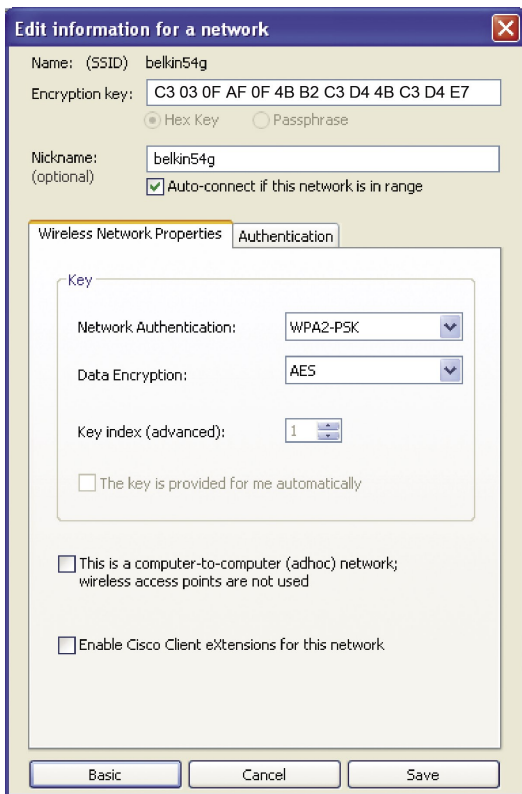 Edit information for a network
Name: (SSID) belkin54g
Encryption key: C3 03 0F AF 0F 4B B2 C3 D4 4B C3 D4 E7
Hex Key Passphrase
Nickname: belkin54g
(optional)
Auto-connect if this network is in range
Wireless Network Properties Authentication
Key
Network Authentication: WPA2-PSK
Data Encryption: AES
Key index (advanced): 1
The key is provided for me automatically
This is a computer-to-computer (adhoc) network;
wireless access points are not used
Enable Cisco Client eXtensions for this network
Basic Cancel Save